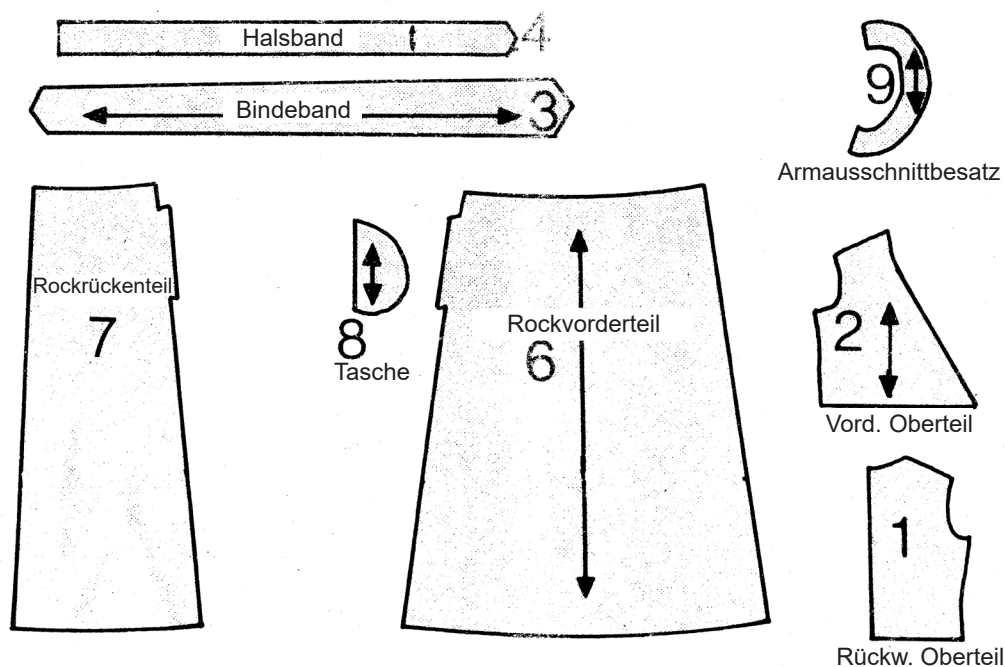 Halsband
4
Bindeband
3
9
Armausschnittbesatz
Rockrückenteil
7
8
Tasche
Rockvorderteil
6
2
Vord. Oberteil
1
Rückw. Oberteil